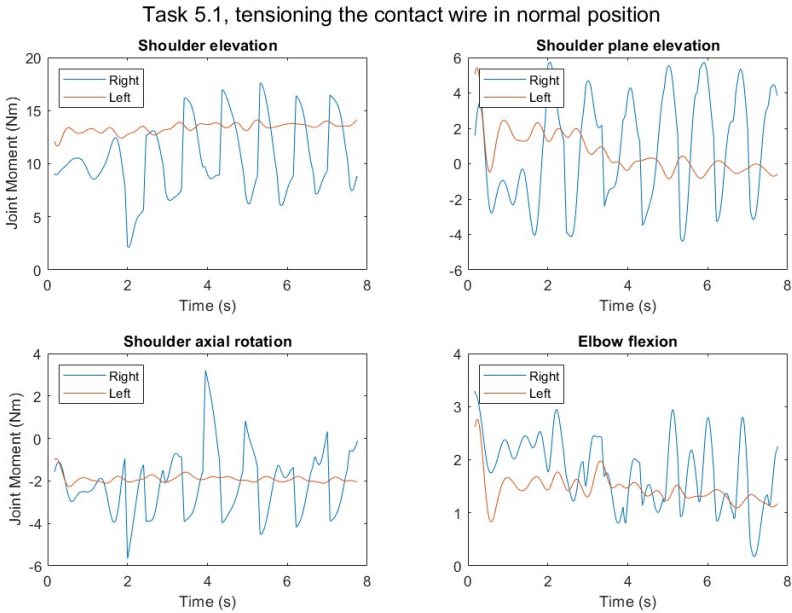 Task 5.1, tensioning the contact wire in normal position
Shoulder elevation
Right
Left
20
15
10
5
0
Joint Moment (Nm)
0 2 4 6 8
Time (s)
Shoulder plane elevation
Right
Left
6
4
2
0
-2
-4
-6
0 2 4 6 8
Time (s)
Shoulder axial rotation
Right
Left
4
2
0
-2
-4
-6
Joint Moment (Nm)
0 2 4 6 8
Time (s)
Elbow flexion
Right
Left
4
3
2
1
0
0 2 4 6 8
Time (s)